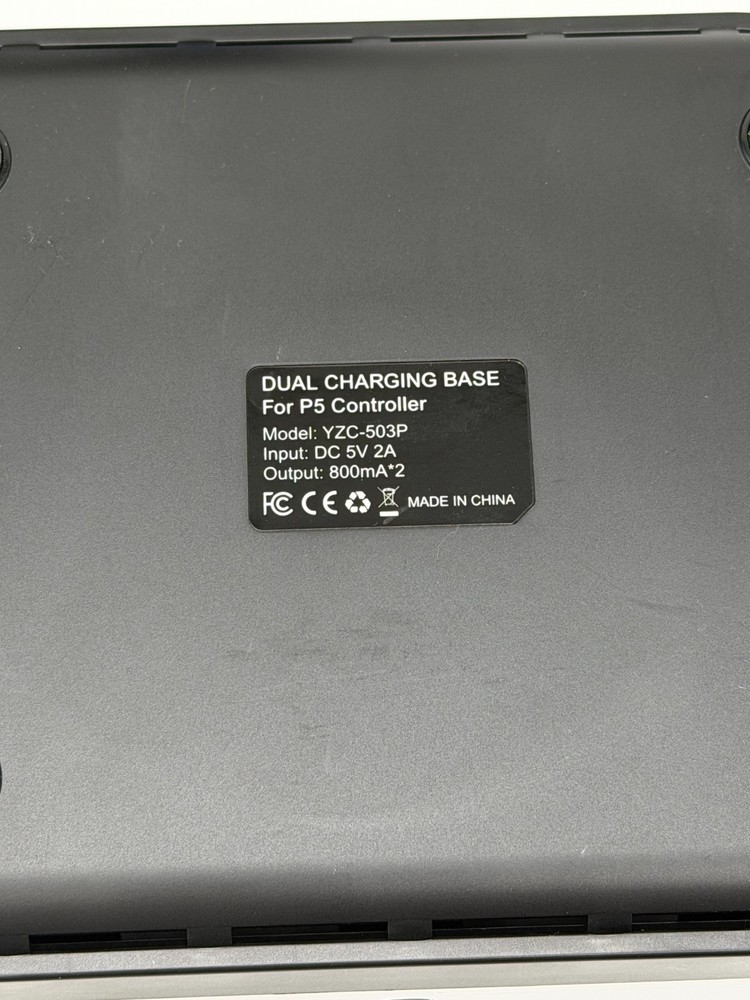 DUAL CHARGING BASE
For P5 Controller
Model: YZC-503P
Input: DC 5V 2A
Output: 800mA*2
FC CE MADE IN CHINA